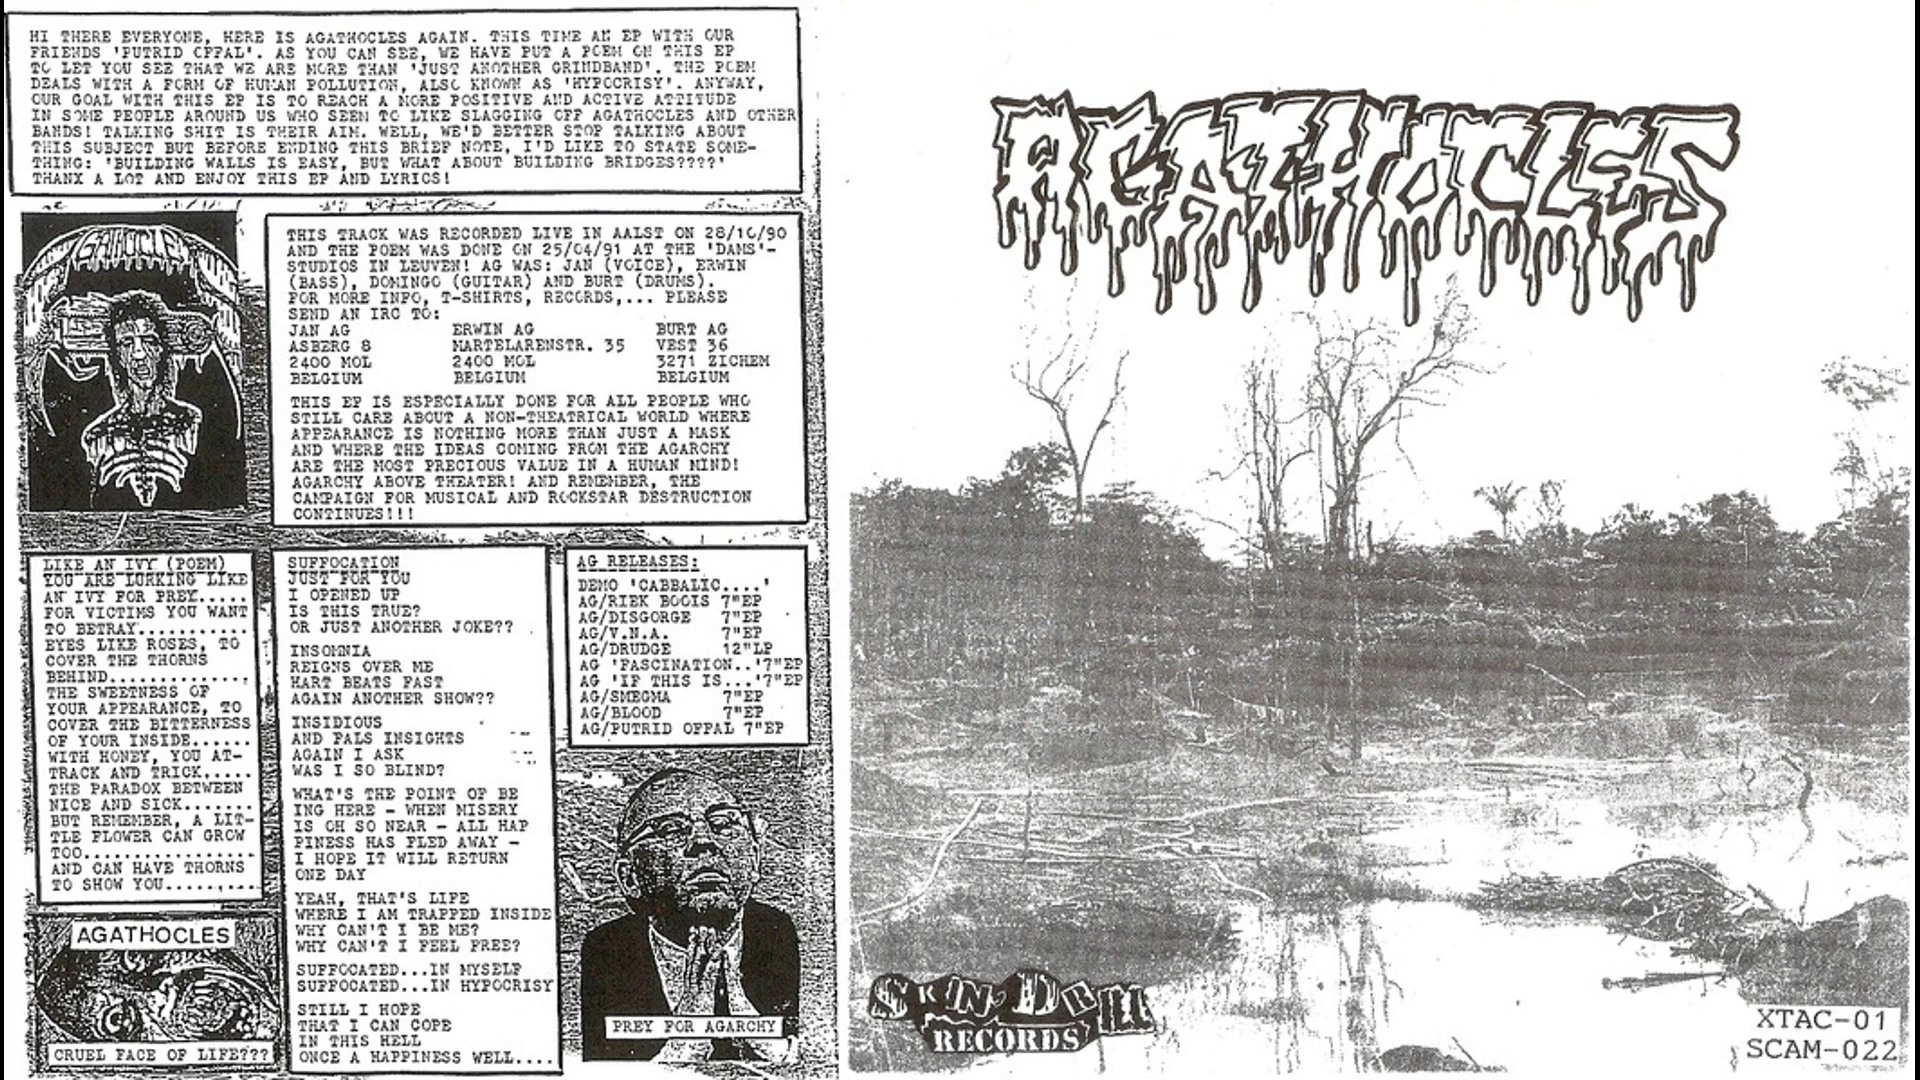 HI THERE EVERYONE, HERE IS AGATHOCLES AGAIN. THIS TIME AN EP WITH OUR
FRIENDS 'PUTRID OFFAL'. AS YOU CAN SEE, WE HAVE PUT A POEM ON THIS EP
TO LET YOU SEE THAT WE ARE MORE THAN 'JUST ANOTHER GRINDBAND'. THE POEM
DEALS WITH A FORM OF HUMAN POLLUTION, ALSO KNOWN AS 'HYPOCRISY'. ANYWAY,
OUR GOAL WITH THIS EP IS TO REACH A MORE POSITIVE AND ACTIVE ATTITUDE
IN SOME PEOPLE AROUND US WHO SEEM TO LIKE SLAGGING OFF AGATHOCLES AND OTHER
BANDS! TALKING SHIT IS THEIR AIM. WELL, WE'D BETTER STOP TALKING ABOUT
THIS SUBJECT BUT BEFORE ENDING THIS BRIEF NOTE, I'D LIKE TO STATE SOME-
THING: 'BUILDING WALLS IS EASY, BUT WHAT ABOUT BUILDING BRIDGES????'
THANX A LOT AND ENJOY THIS EP AND LYRICS!
THIS TRACK WAS RECORDED LIVE IN AALST ON 28/10/90
AND THE POEM WAS DONE ON 25/04/91 AT THE 'DAMS'-
STUDIOS IN LEUVEN! AG WAS: JAN (VOICE), ERWIN
(BASS), DOMINGO (GUITAR) AND BURT (DRUMS).
FOR MORE INFO, T-SHIRTS, RECORDS,... PLEASE
SEND AN IRC TO:
JAN AG
ASBERG 8
2400 MOL
BELGIUM
ERWIN AG
MARTELARENSTR. 35
2400 MOL
BELGIUM
BURT AG
VEST 36
3271 ZICHEM
BELGIUM
THIS EP IS ESPECIALLY DONE FOR ALL PEOPLE WHO
STILL CARE ABOUT A NON-THEATRICAL WORLD WHERE
APPEARANCE IS NOTHING MORE THAN JUST A MASK
AND WHERE THE IDEAS COMING FROM THE AGARCHY
ARE THE MOST PRECIOUS VALUE IN A HUMAN MIND!
AGARCHY ABOVE THEATER! AND REMEMBER, THE
CAMPAIGN FOR MUSICAL AND ROCKSTAR DESTRUCTION
CONTINUES!!!
LIKE AN IVY (POEM)
YOU ARE LURKING LIKE
AN IVY FOR PREY.....
FOR VICTIMS YOU WANT
TO BETRAY...........
EYES LIKE ROSES, TO
COVER THE THORNS
BEHIND..............
THE SWEETNESS OF
YOUR APPEARANCE, TO
COVER THE BITTERNESS
OF YOUR INSIDE......
WITH HONEY, YOU AT-
TRACK AND TRICK.....
THE PARADOX BETWEEN
NICE AND SICK.......
BUT REMEMBER, A LIT-
TLE FLOWER CAN GROW
TOO.................
AND CAN HAVE THORNS
TO SHOW YOU.........
AGATHOCLES
CRUEL FACE OF LIFE???
SUFFOCATION
JUST FOR YOU
I OPENED UP
IS THIS TRUE?
OR JUST ANOTHER JOKE??
INSOMNIA
REIGNS OVER ME
HART BEATS FAST
AGAIN ANOTHER SHOW??
INSIDIOUS
AND FALS INSIGHTS
AGAIN I ASK
WAS I SO BLIND?
WHAT'S THE POINT OF BE
ING HERE - WHEN MISERY
IS OH SO NEAR - ALL HAP
PINESS HAS FLED AWAY -
I HOPE IT WILL RETURN
ONE DAY
YEAH, THAT'S LIFE
WHERE I AM TRAPPED INSIDE
WHY CAN'T I BE ME?
WHY CAN'T I FEEL FREE?
SUFFOCATED...IN MYSELF
SUFFOCATED...IN HYPOCRISY
STILL I HOPE
THAT I CAN COPE
IN THIS HELL
ONCE A HAPPINESS WELL....
AG RELEASES:
DEMO 'CABBALIC....'
AG/RIEK BOOIS 7"EP
AG/DISGORGE 7"EP
AG/V.N.A. 7"EP
AG/DRUDGE 12"LP
AG 'FASCINATION..'7"EP
AG 'IF THIS IS...'7"EP
AG/SMEGMA 7"EP
AG/BLOOD 7"EP
AG/PUTRID OFFAL 7"EP
PREY FOR AGARCHY
AGATHOCLES
SKIN DRILL
RECORDS
XTAC-01
SCAM-022